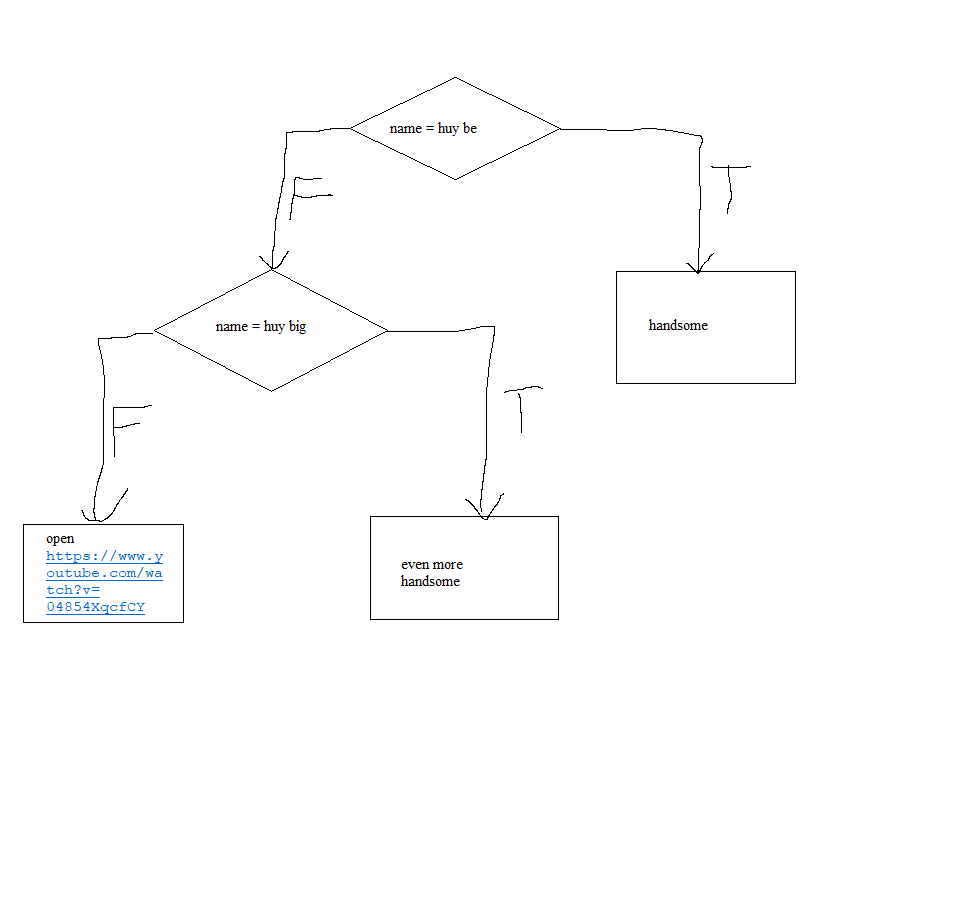 name = huy be
T
F
name = huy big
handsome
F
T
open
https://www.y
outube.com/wa
tch?v=
04854XqcfCY
even more
handsome